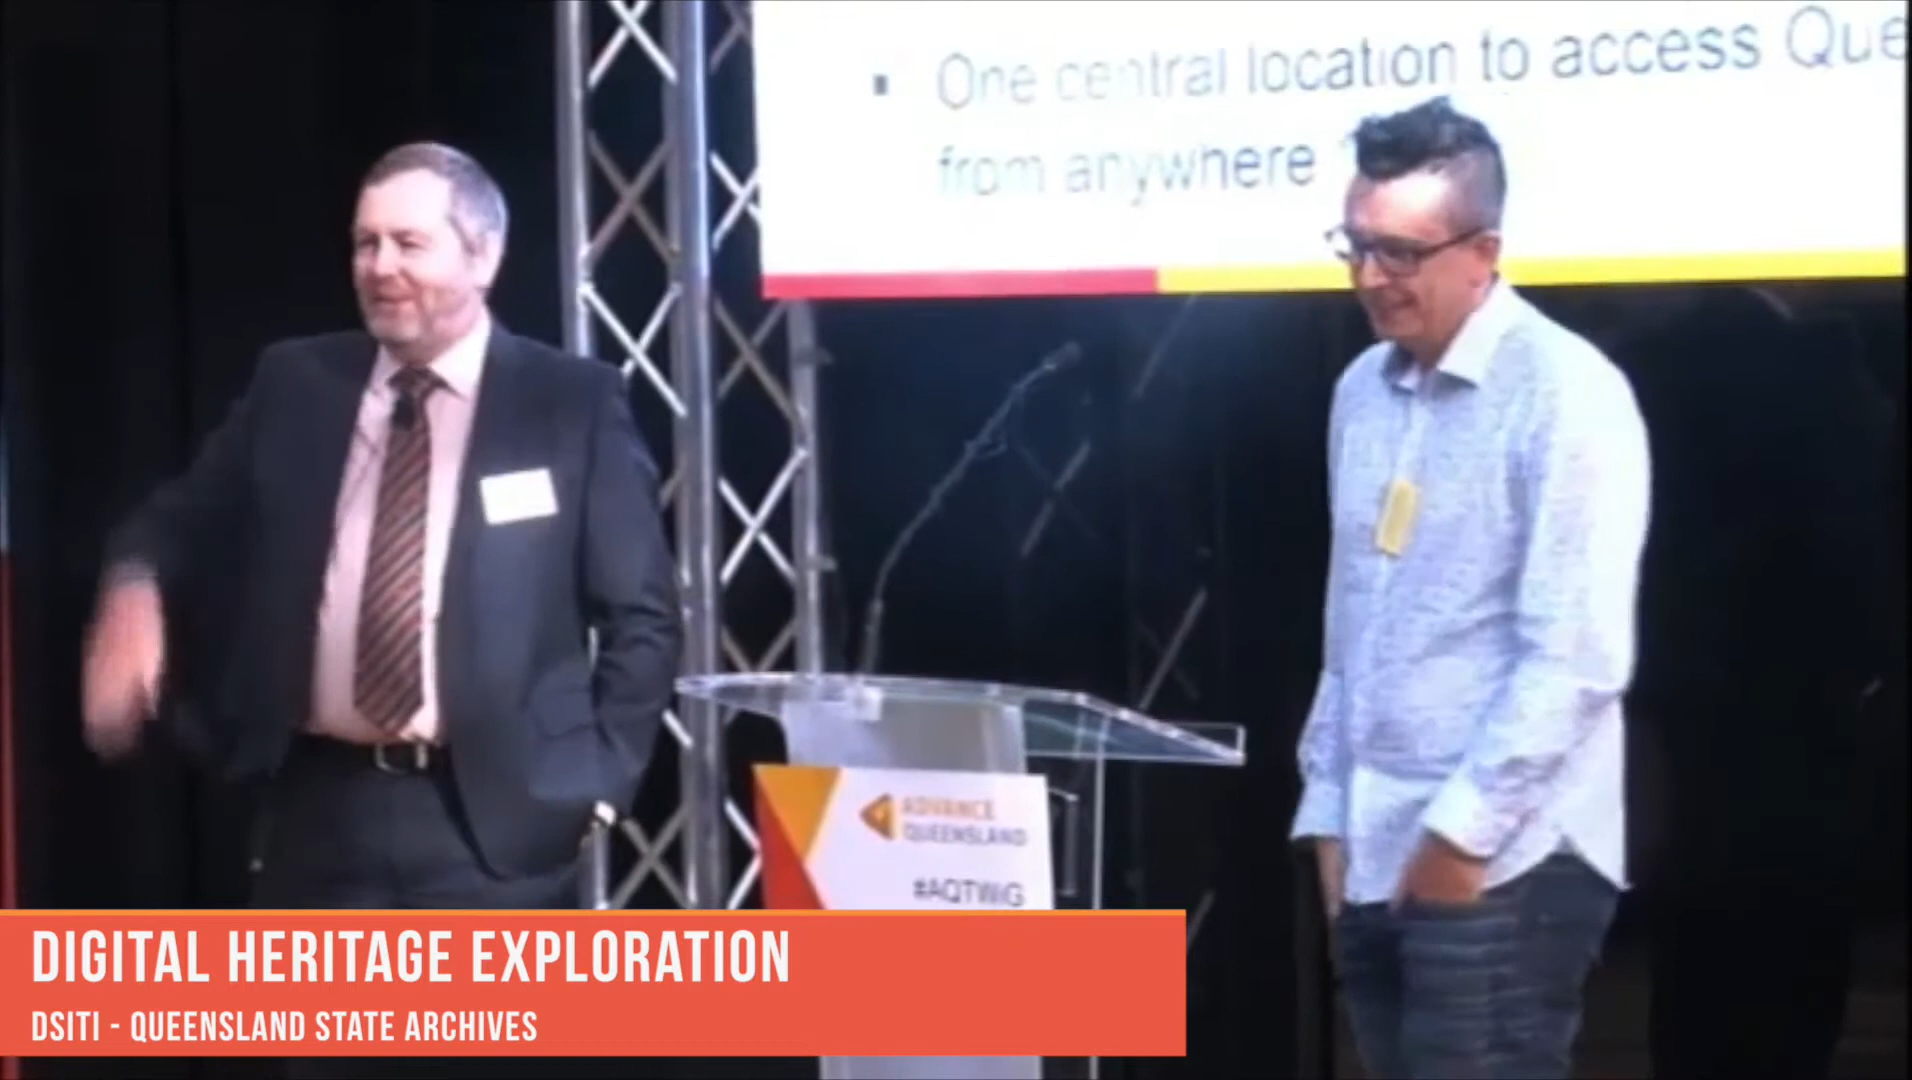 One central location to access Que
from anywhere
ADVANCE
QUEENSLAND
#AQTWIG
DIGITAL HERITAGE EXPLORATION
DSITI - QUEENSLAND STATE ARCHIVES